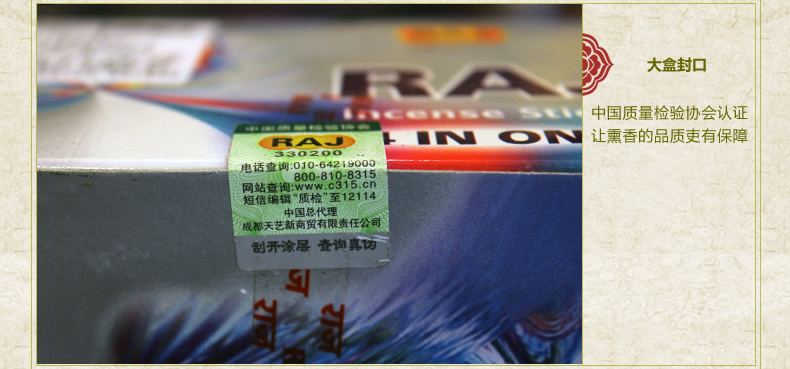 RA
Incense Sti
4 IN ON
中国质量检验协会
RAJ
330200
电话查询:010-64219000
800-810-8315
网站查询:www.c315.cn
短信编辑"质检"至12114
中国总代理
成都天艺新商贸有限责任公司
刮开涂层 查询真伪
राज राज राज
大盒封口
中国质量检验协会认证
让熏香的品质吏有保障